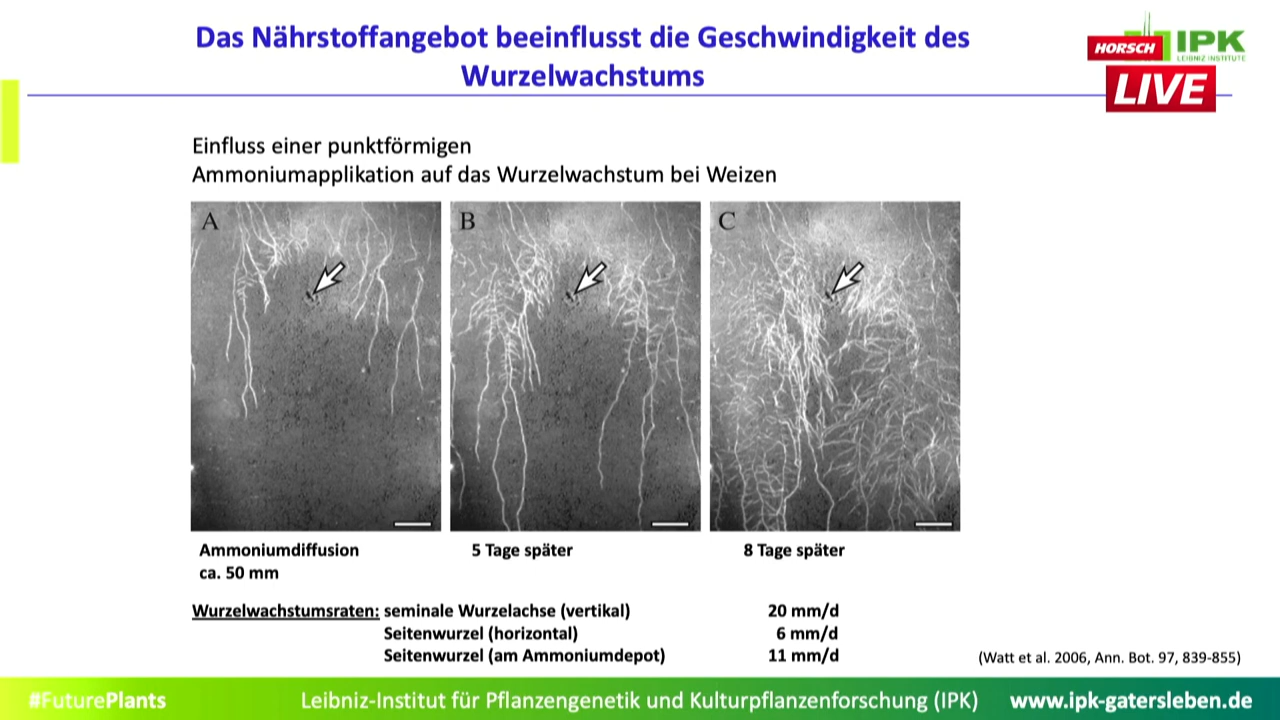 Das Nährstoffangebot beeinflusst die Geschwindigkeit des
Wurzelwachstums
HORSCH
IPK
LEIBNIZ INSTITUTE
LIVE
Einfluss einer punktförmigen
Ammoniumapplikation auf das Wurzelwachstum bei Weizen
A
B
C
Ammoniumdiffusion
ca. 50 mm
5 Tage später
8 Tage später
Wurzelwachstumsraten: seminale Wurzelachse (vertikal) 20 mm/d
Seitenwurzel (horizontal) 6 mm/d
Seitenwurzel (am Ammoniumdepot) 11 mm/d
(Watt et al. 2006, Ann. Bot. 97, 839-855)
#FuturePlants
Leibniz-Institut für Pflanzengenetik und Kulturpflanzenforschung (IPK)
www.ipk-gatersleben.de